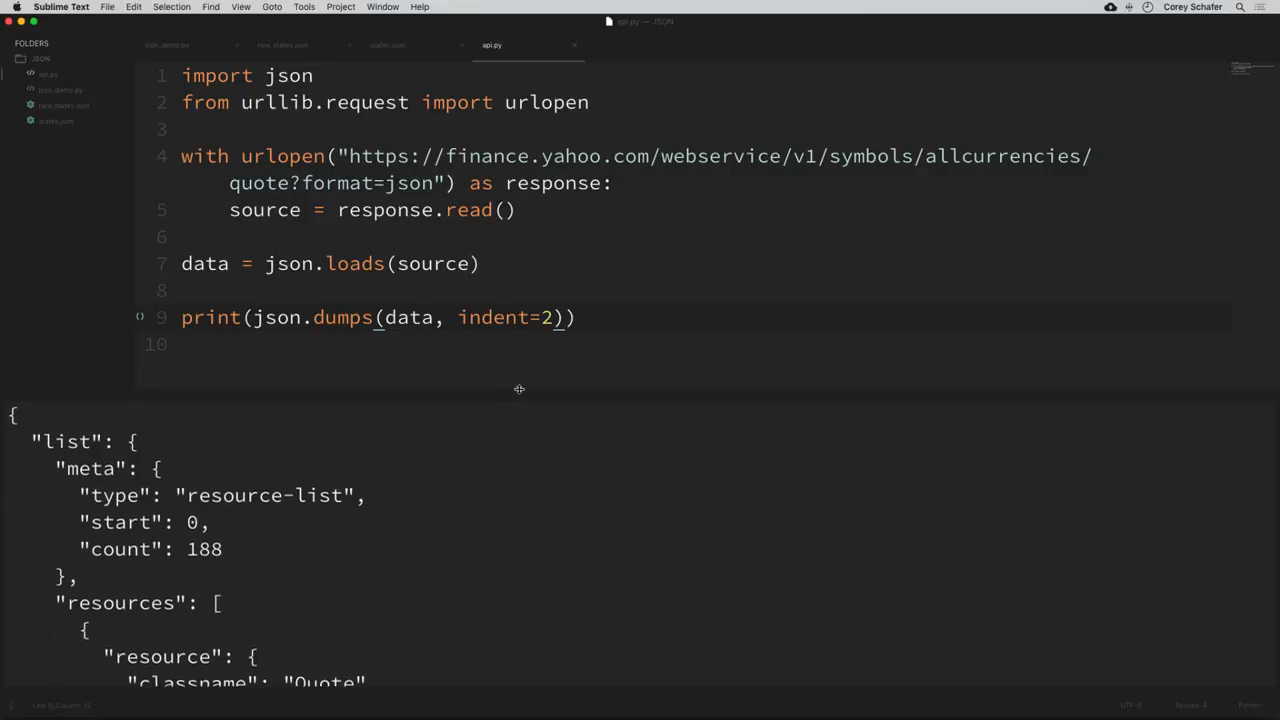 Sublime Text File Edit Selection Find View Goto Tools Project Window Help Corey Schafer
api.py — JSON
FOLDERS
JSON
api.py
json_demo.py
new_states.json
states.json
json_demo.py new_states.json states.json api.py
1 import json
2 from urllib.request import urlopen
3
4 with urlopen("https://finance.yahoo.com/webservice/v1/symbols/allcurrencies/
quote?format=json") as response:
5 source = response.read()
6
7 data = json.loads(source)
8
9 print(json.dumps(data, indent=2))
10
{
"list": {
"meta": {
"type": "resource-list",
"start": 0,
"count": 188
},
"resources": [
{
"resource": {
"classname": "Quote"
Line 9, Column 32 UTF-8 Spaces: 4 Python